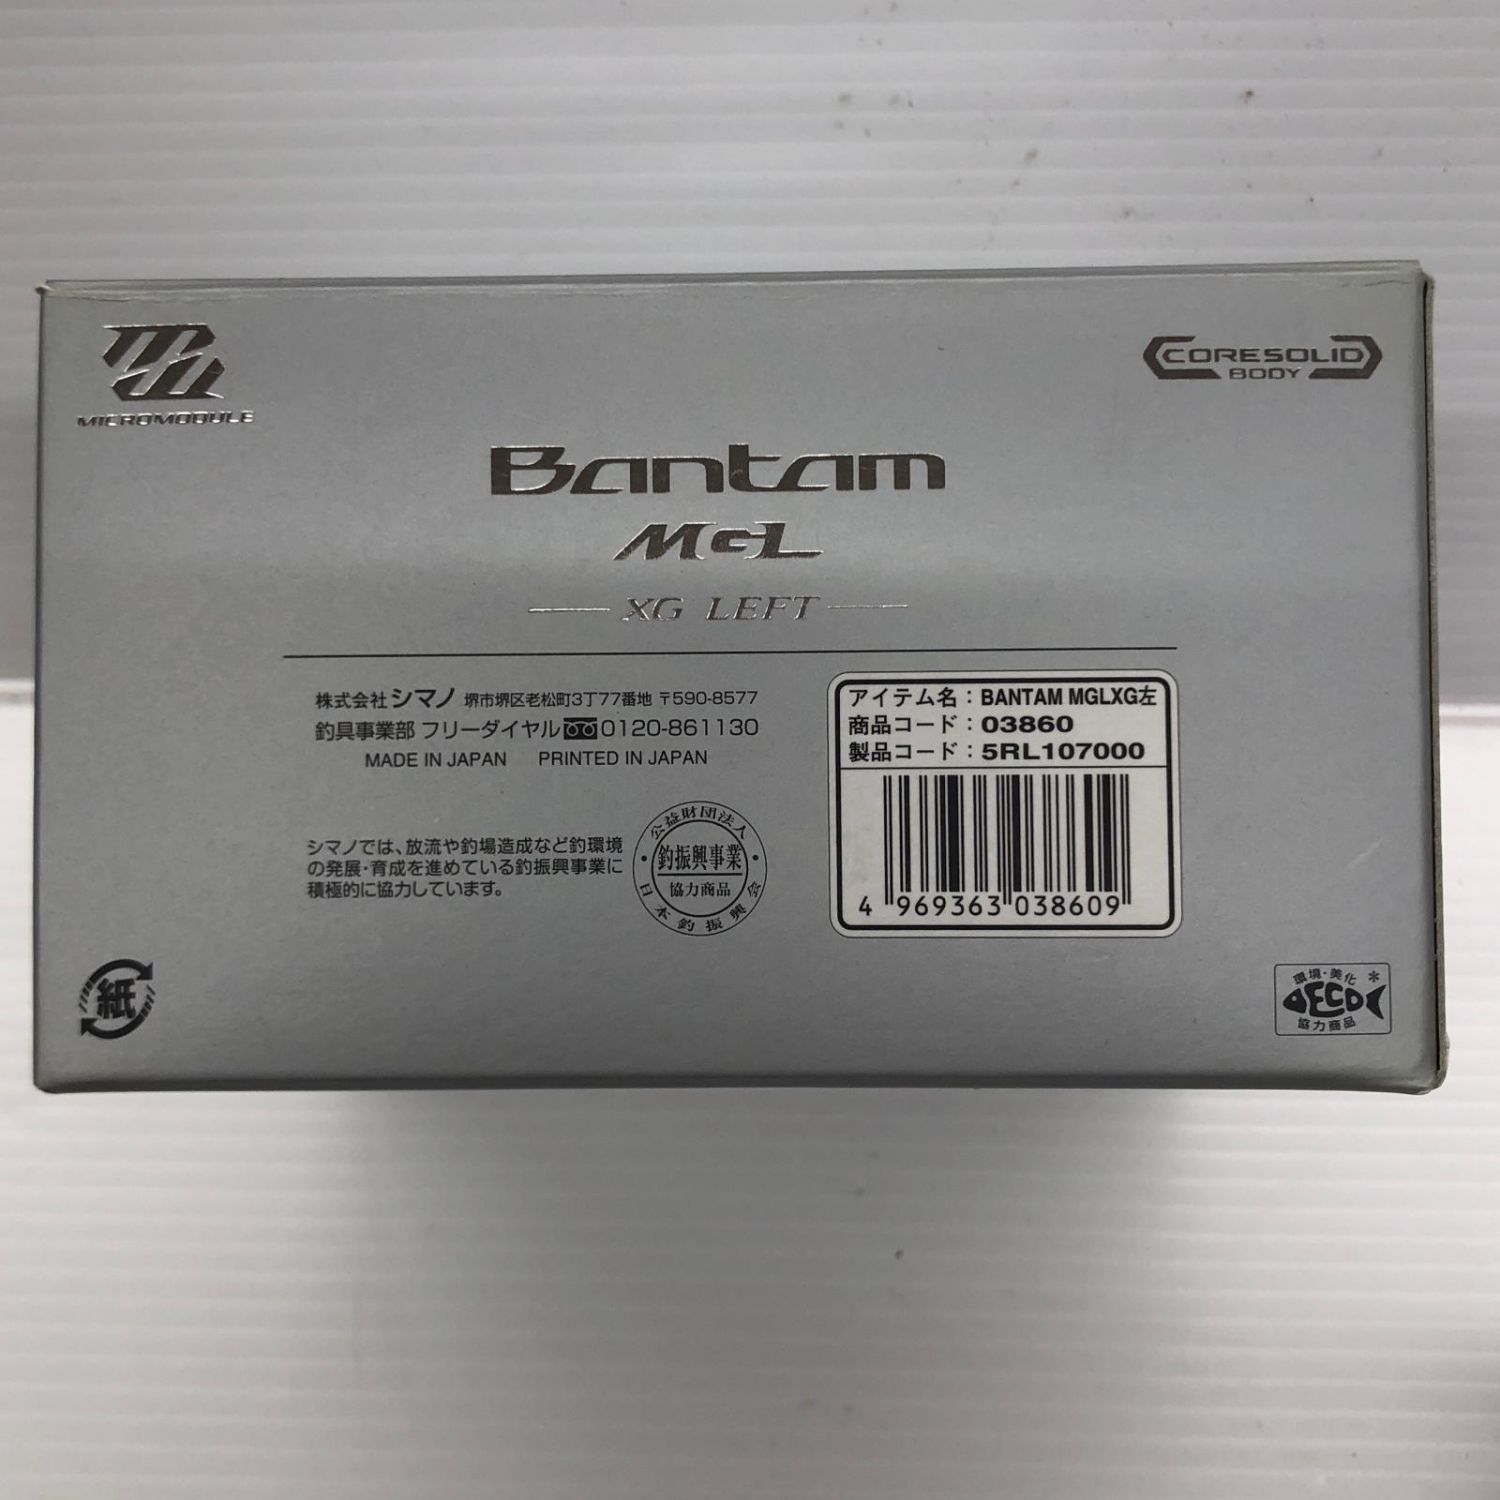 MICROMODULE
CORESOLID
BODY
Bantam
MGL
XG LEFT
株式会社シマノ 堺市堺区老松町3丁77番地 〒590-8577
釣具事業部 フリーダイヤル 0120-861130
MADE IN JAPAN PRINTED IN JAPAN
シマノでは、放流や釣場造成など釣環境
の発展・育成を進めている釣振興事業に
積極的に協力しています。
公益財団法人
釣振興事業
協力商品
日本釣振興会
アイテム名：BANTAM MGLXG左
商品コード：03860
製品コード：5RL107000
4 969363 038609
紙
環境・美化
ECO
協力商品